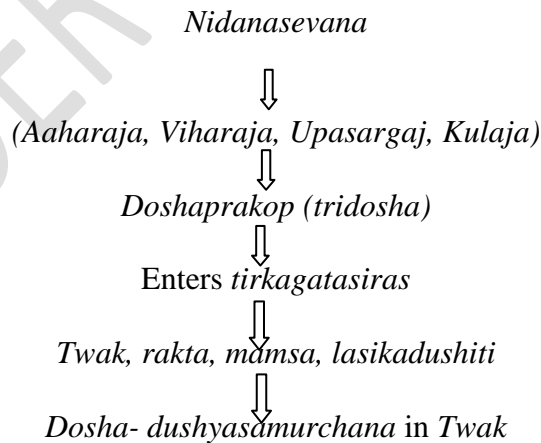 Nidanasevana
(Aaharaja, Viharaja, Upasargaj, Kulaja)
Doshaprakop (tridosha)
Enters tirkagatasiras
Twak, rakta, mamsa, lasikadushiti
Dosha- dushyasamurchana in Twak